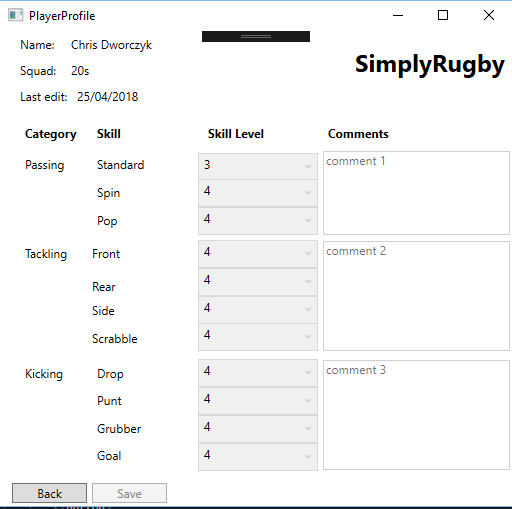 PlayerProfile
Name: Chris Dworczyk
Squad: 20s
SimplyRugby
Last edit: 25/04/2018
Category Skill Skill Level Comments
Passing Standard 3 comment 1
Spin 4
Pop 4
Tackling Front 4 comment 2
Rear 4
Side 4
Scrabble 4
Kicking Drop 4 comment 3
Punt 4
Grubber 4
Goal 4
Back Save